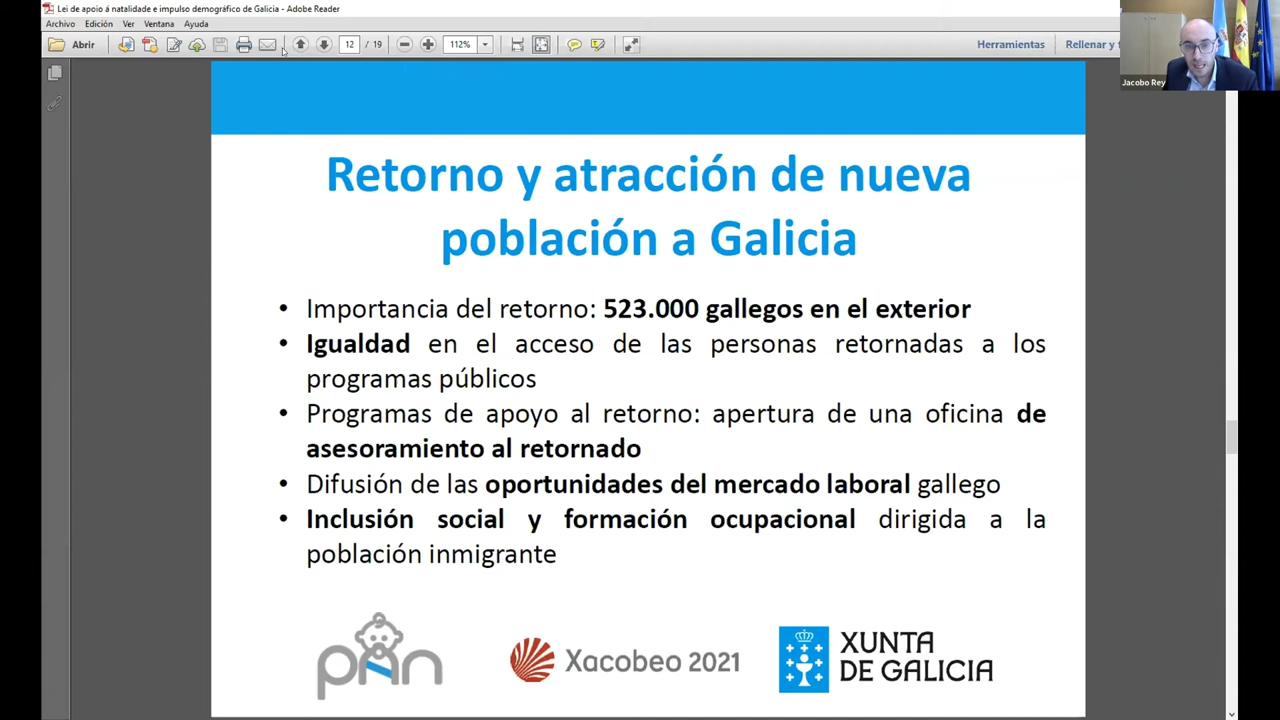 Lei de apoio á natalidade e impulso demográfico de Galicia - Adobe Reader
Archivo Edición Ver Ventana Ayuda
Abrir 12 / 19 112% Herramientas Rellenar y
Jacobo Rey
Retorno y atracción de nueva
población a Galicia
• Importancia del retorno: 523.000 gallegos en el exterior
• Igualdad en el acceso de las personas retornadas a los
programas públicos
• Programas de apoyo al retorno: apertura de una oficina de
asesoramiento al retornado
• Difusión de las oportunidades del mercado laboral gallego
• Inclusión social y formación ocupacional dirigida a la
población inmigrante
pan
Xacobeo 2021
XUNTA
DE GALICIA